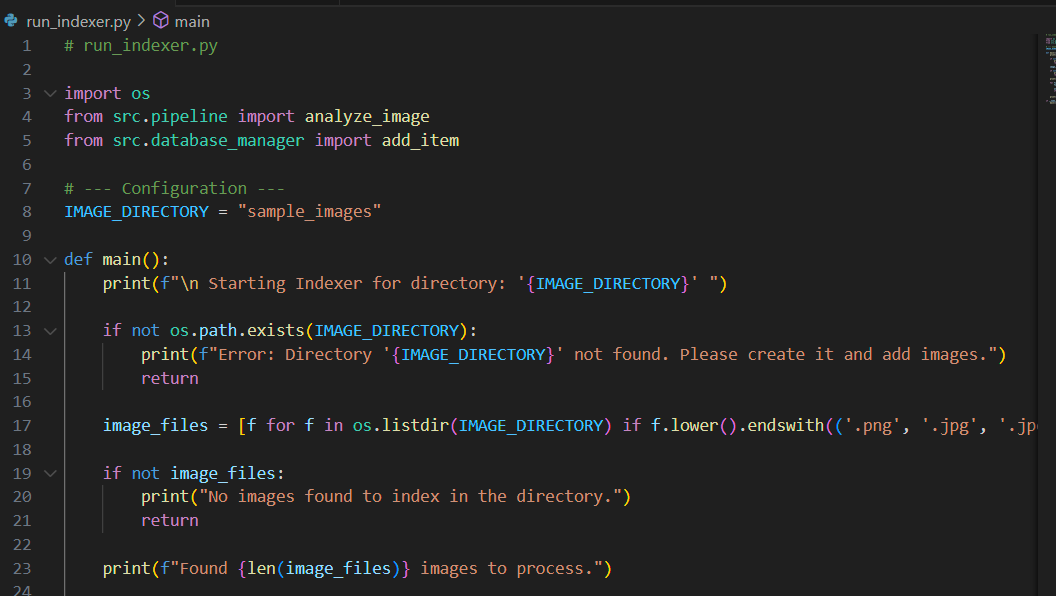 run_indexer.py > main
1 # run_indexer.py
2
3 import os
4 from src.pipeline import analyze_image
5 from src.database_manager import add_item
6
7 # --- Configuration ---
8 IMAGE_DIRECTORY = "sample_images"
9
10 def main():
11     print(f"\n Starting Indexer for directory: '{IMAGE_DIRECTORY}' ")
12
13     if not os.path.exists(IMAGE_DIRECTORY):
14         print(f"Error: Directory '{IMAGE_DIRECTORY}' not found. Please create it and add images.")
15         return
16
17     image_files = [f for f in os.listdir(IMAGE_DIRECTORY) if f.lower().endswith(('.png', '.jpg', '.jp
18
19     if not image_files:
20         print("No images found to index in the directory.")
21         return
22
23     print(f"Found {len(image_files)} images to process.")
24